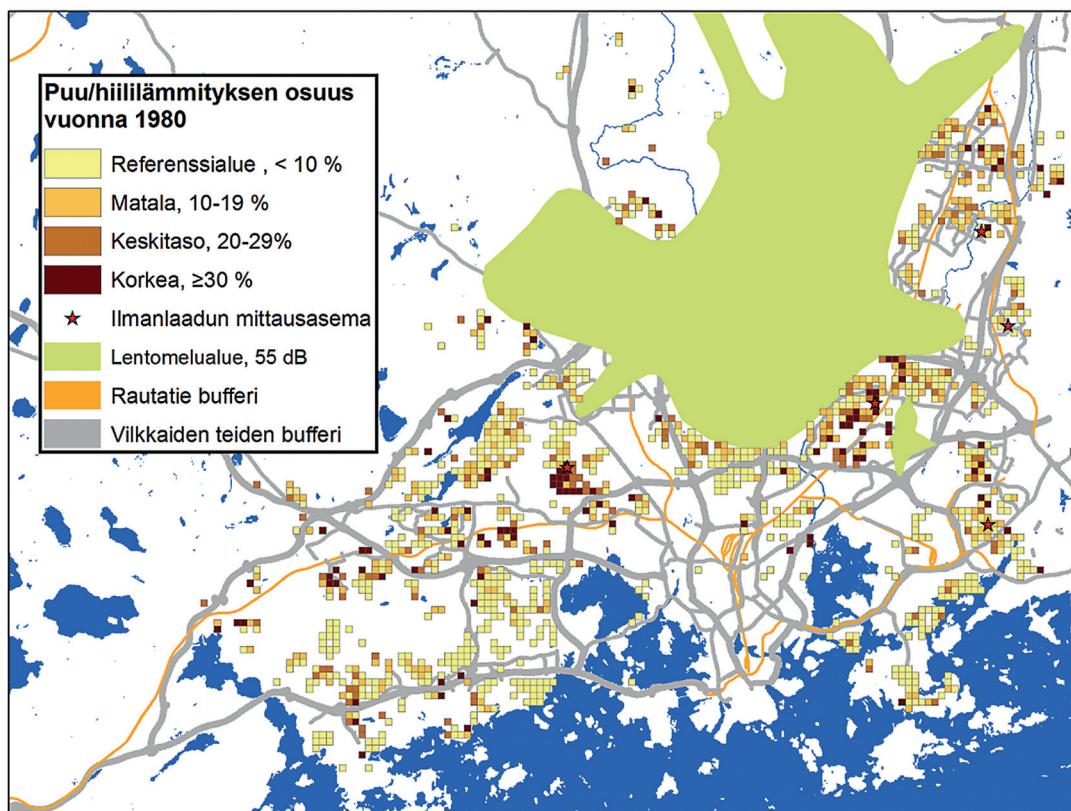 Puu/hiililämmityksen osuus
vuonna 1980
Referenssialue , < 10 %
Matala, 10-19 %
Keskitaso, 20-29%
Korkea, ≥30 %
Ilmanlaadun mittausasema
Lentomelualue, 55 dB
Rautatie bufferi
Vilkkaiden teiden bufferi